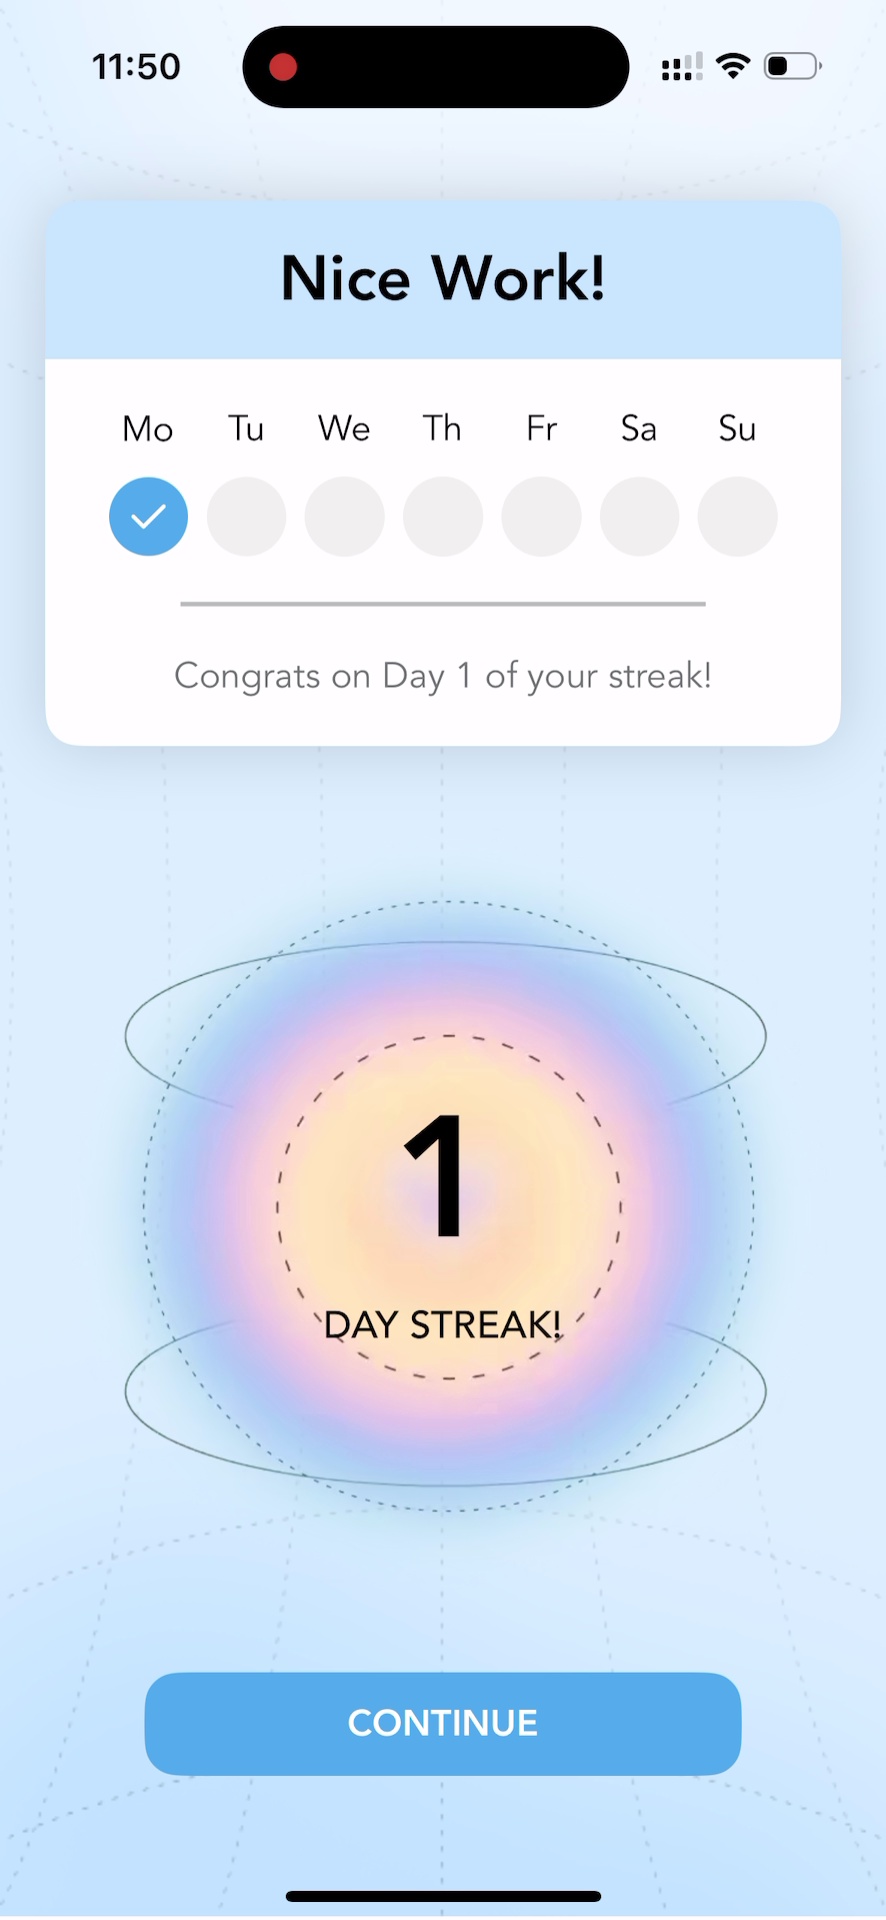 11:50
Nice Work!
Mo Tu We Th Fr Sa Su
Congrats on Day 1 of your streak!
1
DAY STREAK!
CONTINUE